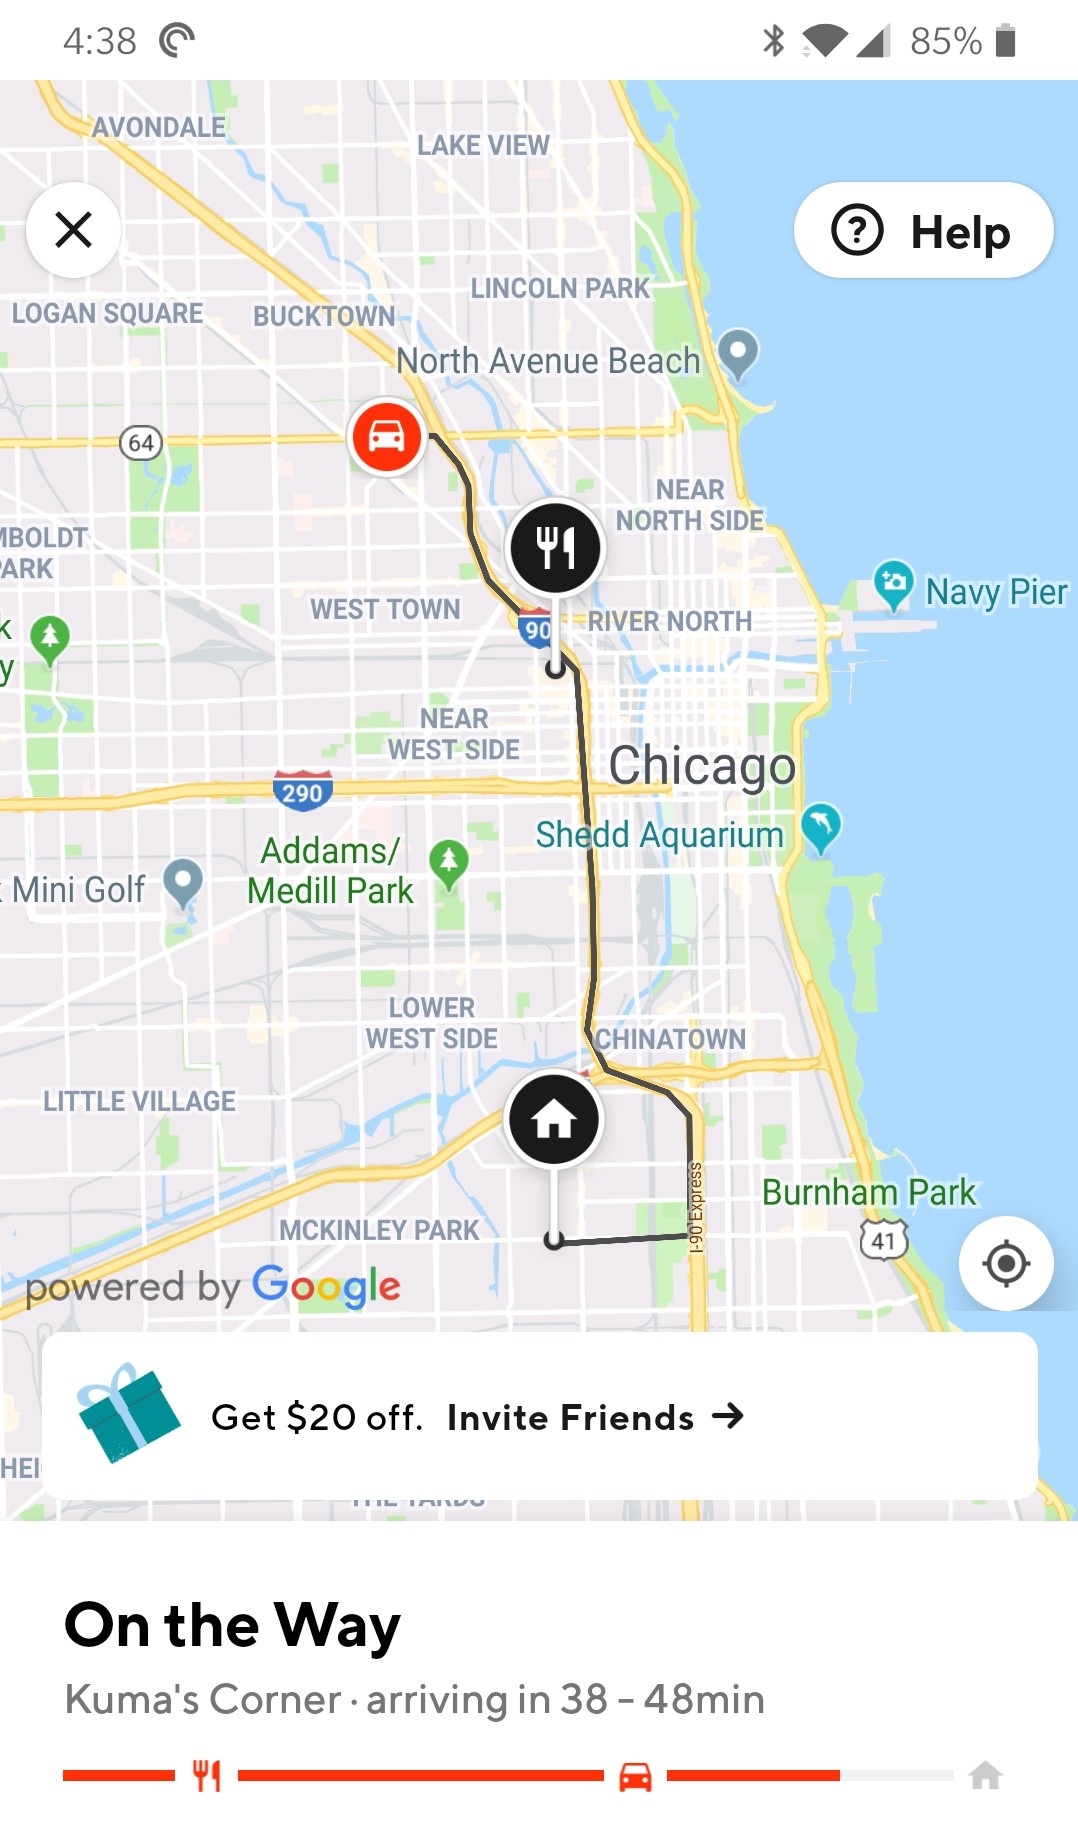 4:38
85%
AVONDALE
LAKE VIEW
Help
LINCOLN PARK
LOGAN SQUARE
BUCKTOWN
North Avenue Beach
64
NEAR
NORTH SIDE
MBOLDT
PARK
Navy Pier
WEST TOWN
RIVER NORTH
90
k
y
NEAR
WEST SIDE
Chicago
290
Shedd Aquarium
Addams/
Medill Park
k Mini Golf
LOWER
WEST SIDE
CHINATOWN
LITTLE VILLAGE
I-90 Express
Burnham Park
MCKINLEY PARK
41
powered by Google
Get $20 off. Invite Friends →
HEI
THE YARDS
On the Way
Kuma's Corner · arriving in 38 - 48min